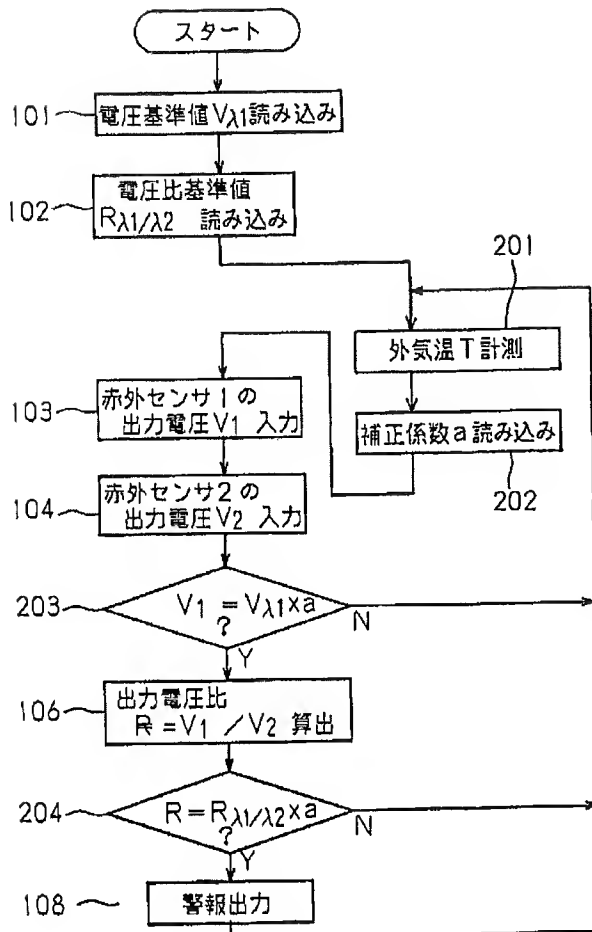 スタート
101
電圧基準値Vλ1読み込み
102
電圧比基準値
Rλ1/λ2 読み込み
201
外気温T計測
補正係数a読み込み
202
103
赤外センサ1の
出力電圧V1 入力
104
赤外センサ2の
出力電圧V2 入力
203
V1 =Vλ1xa
?
N
Y
106
出力電圧比
R=V1 /V2 算出
204
R=Rλ1/λ2xa
?
N
Y
108
警報出力